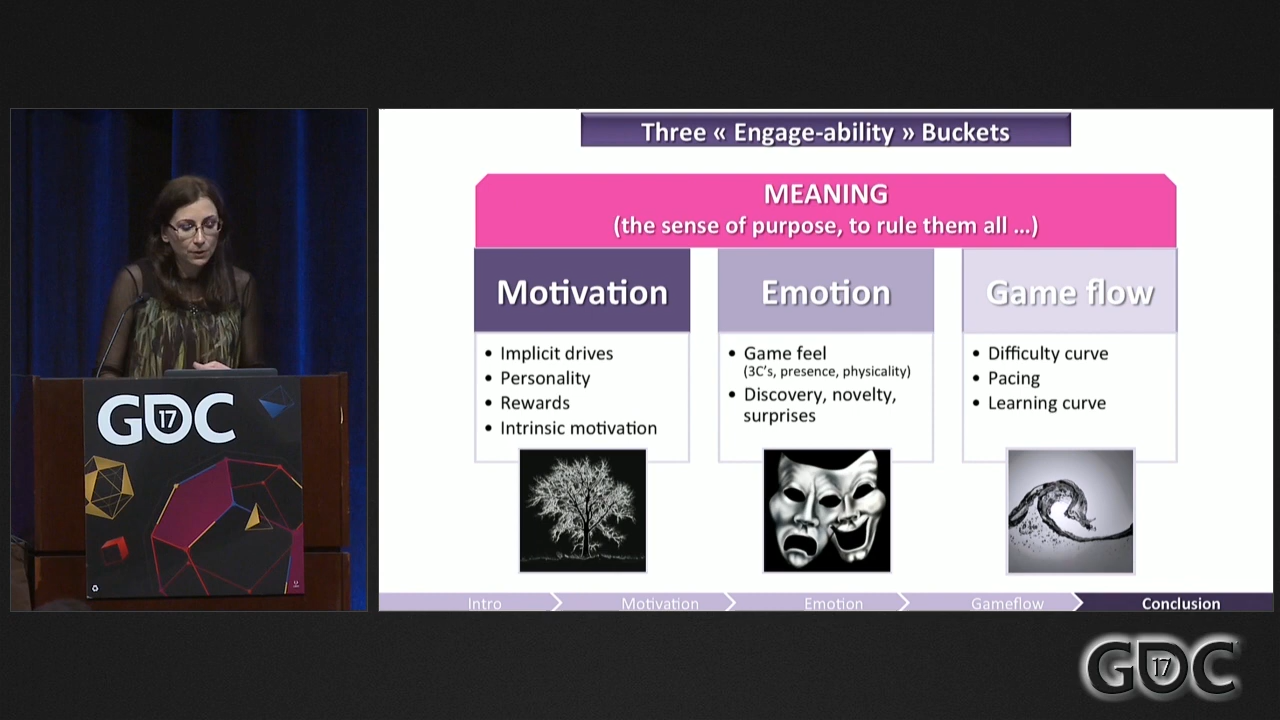 GDC
17
Three « Engage-ability » Buckets
MEANING
(the sense of purpose, to rule them all ...)
Motivation
• Implicit drives
• Personality
• Rewards
• Intrinsic motivation
Emotion
• Game feel
(3C's, presence, physicality)
• Discovery, novelty,
surprises
Game flow
• Difficulty curve
• Pacing
• Learning curve
Intro
Motivation
Emotion
Gameflow
Conclusion
GDC
17